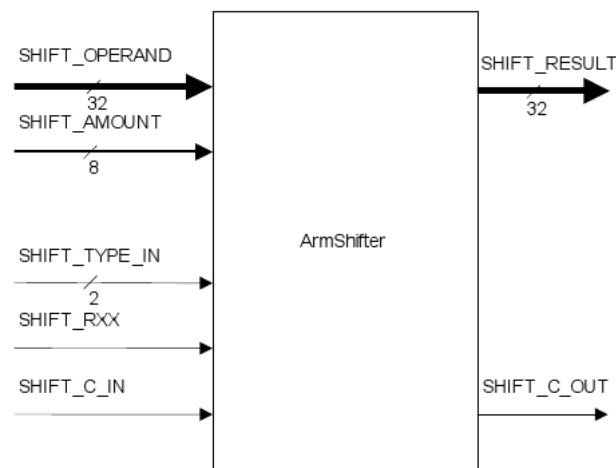 SHIFT_OPERAND
32
SHIFT_AMOUNT
8
SHIFT_TYPE_IN
2
SHIFT_RXX
SHIFT_C_IN
ArmShifter
SHIFT_RESULT
32
SHIFT_C_OUT